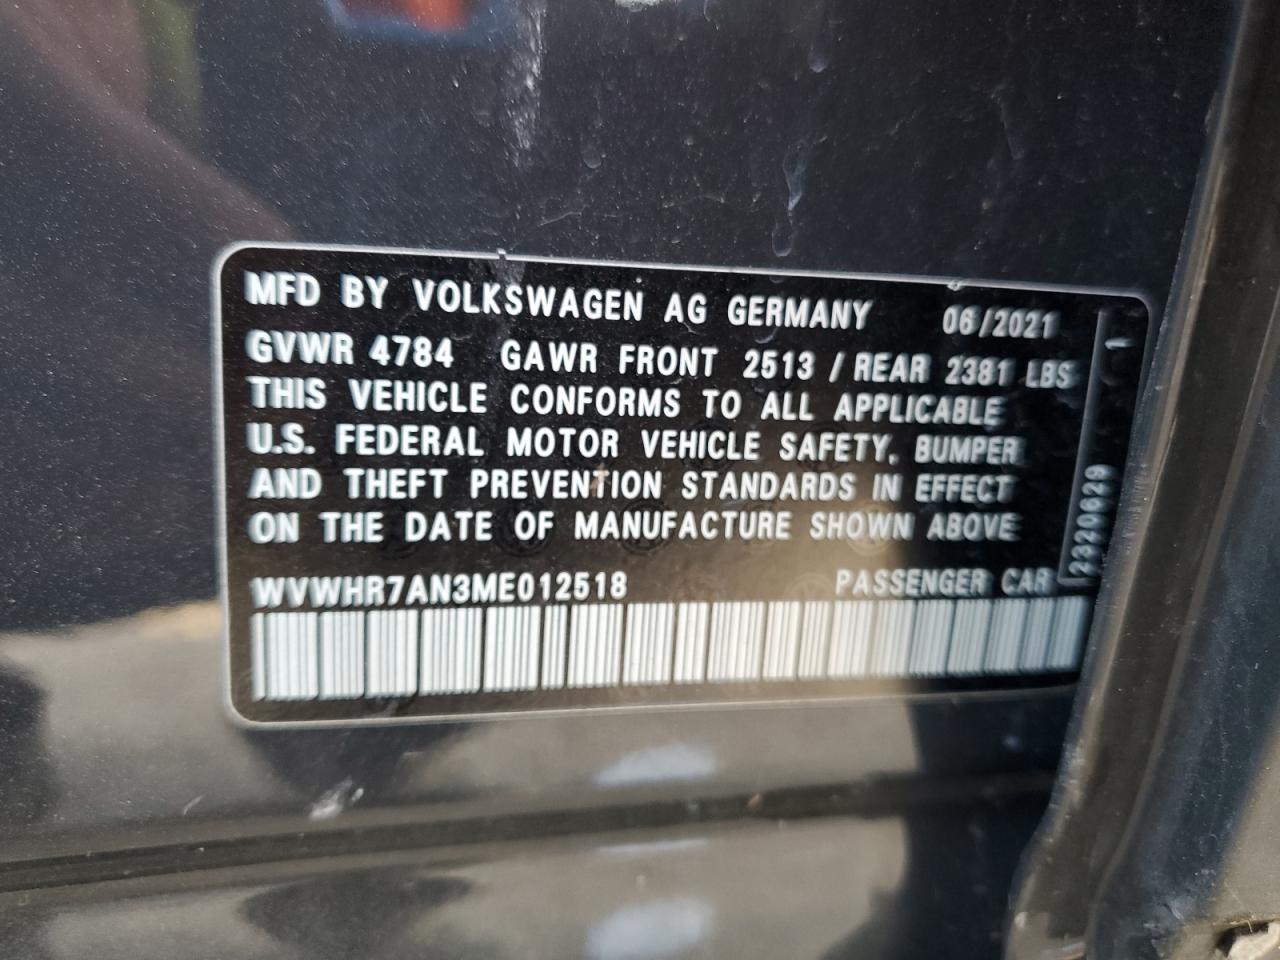 MFD BY VOLKSWAGEN AG GERMANY 06/2021
GVWR 4784 GAWR FRONT 2513 / REAR 2381 LBS
THIS VEHICLE CONFORMS TO ALL APPLICABLE
U.S. FEDERAL MOTOR VEHICLE SAFETY, BUMPER
AND THEFT PREVENTION STANDARDS IN EFFECT
ON THE DATE OF MANUFACTURE SHOWN ABOVE
WVWHR7AN3ME012518 PASSENGER CAR
2320629 1